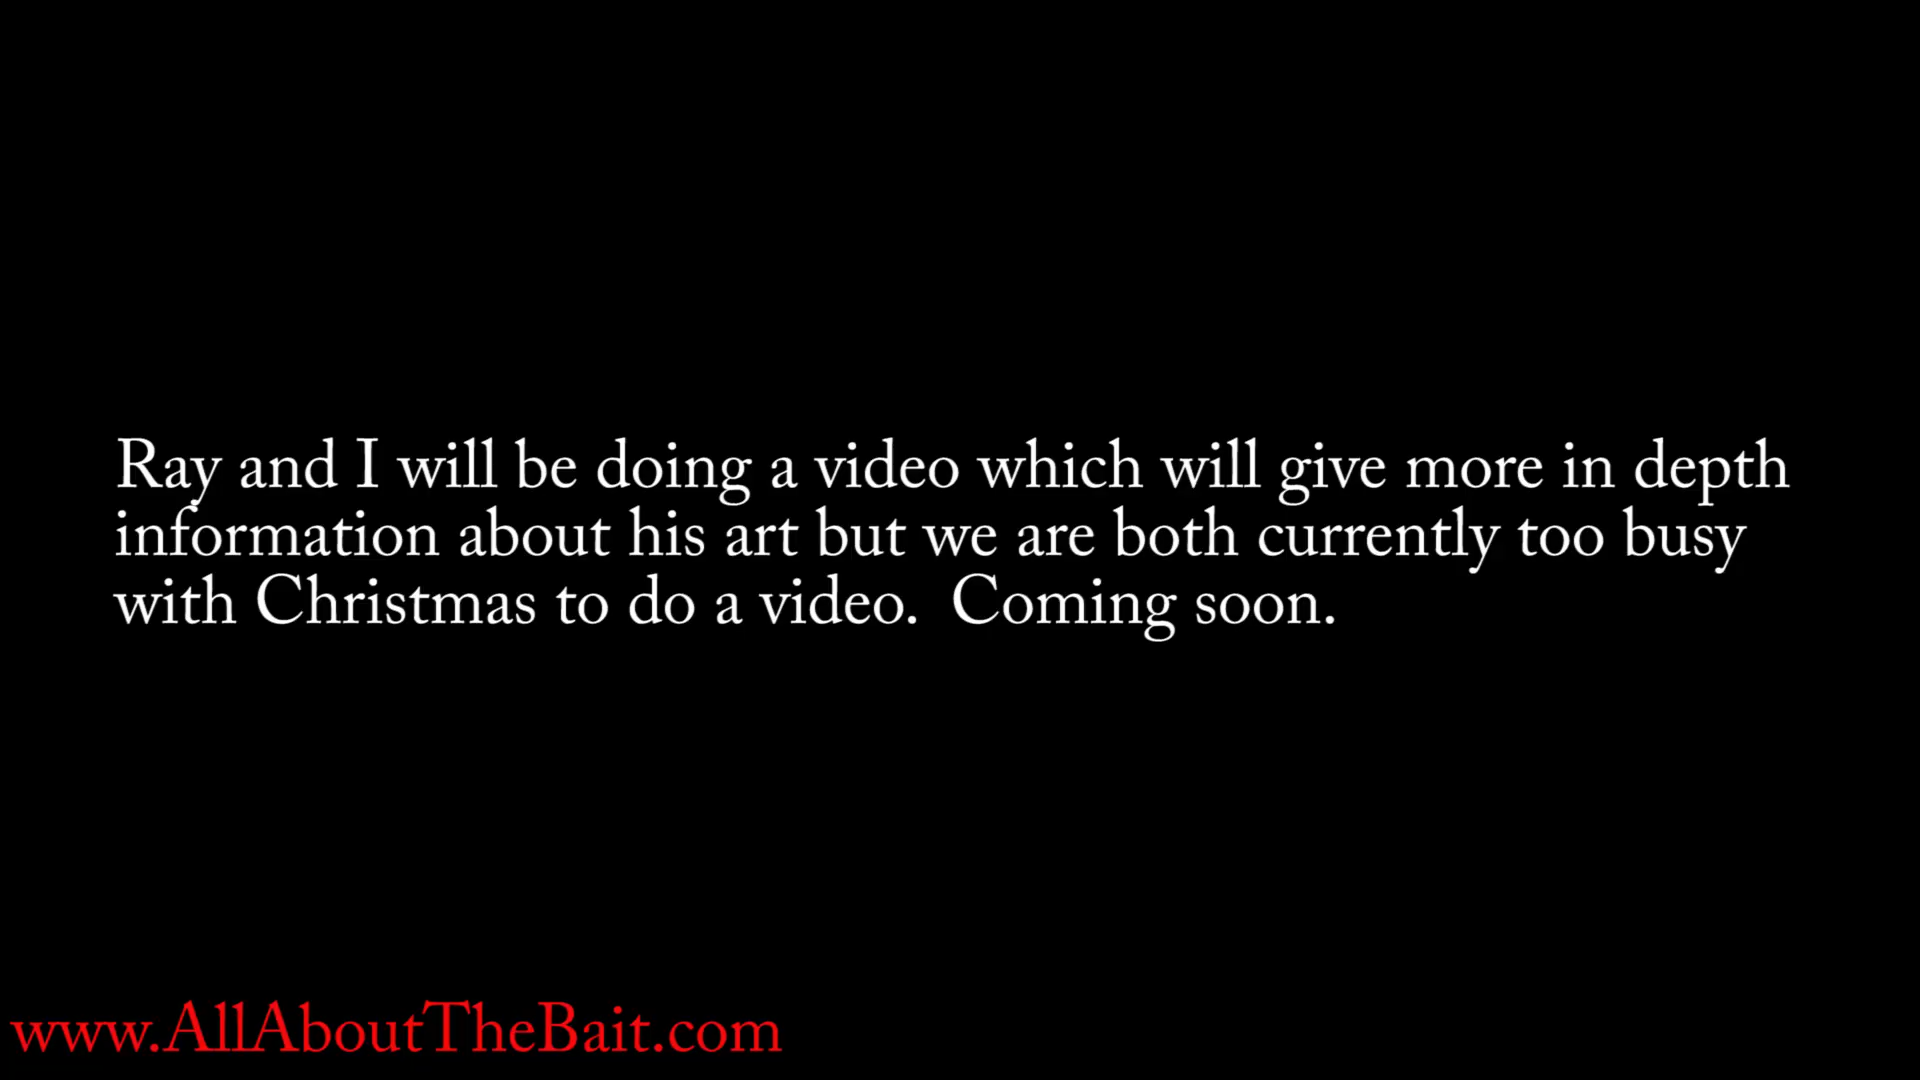 Ray and I will be doing a video which will give more in depth
information about his art but we are both currently too busy
with Christmas to do a video.  Coming soon.
www.AllAboutTheBait.com